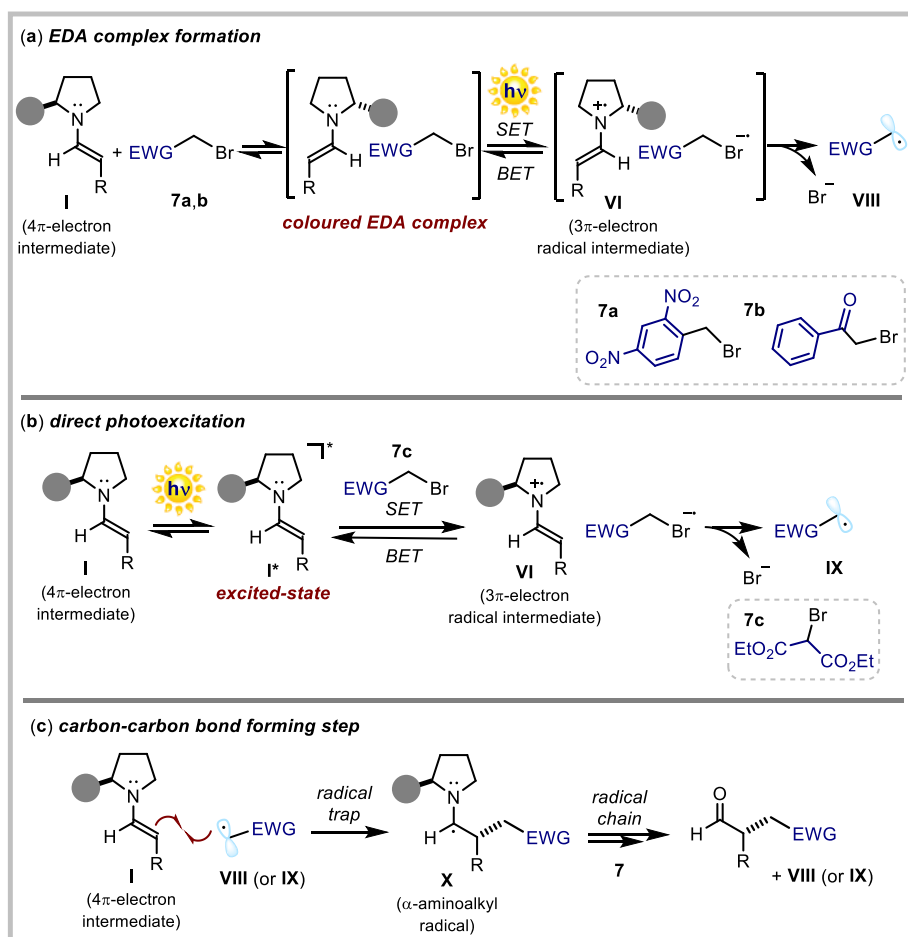 (a) EDA complex formation
N
H
R
I
(4π-electron
intermediate)
+
EWG
Br
7a,b
N
H
R
EWG
Br
coloured EDA complex
hν
SET
BET
+•
N
H
R
EWG
Br
−•
VI
(3π-electron
radical intermediate)
Br−
EWG
VIII
7a
NO2
O2N
Br
7b
O
Br
(b) direct photoexcitation
N
H
R
I
(4π-electron
intermediate)
hν
N
H
R
*
I*
excited-state
7c
EWG
Br
SET
BET
+•
N
H
R
VI
(3π-electron
radical intermediate)
EWG
Br
−•
Br−
EWG
IX
7c
Br
EtO2C
CO2Et
(c) carbon-carbon bond forming step
N
H
R
I
(4π-electron
intermediate)
EWG
VIII (or IX)
radical
trap
N
H
R
EWG
X
(α-aminoalkyl
radical)
radical
chain
7
O
H
R
EWG
+ VIII (or IX)